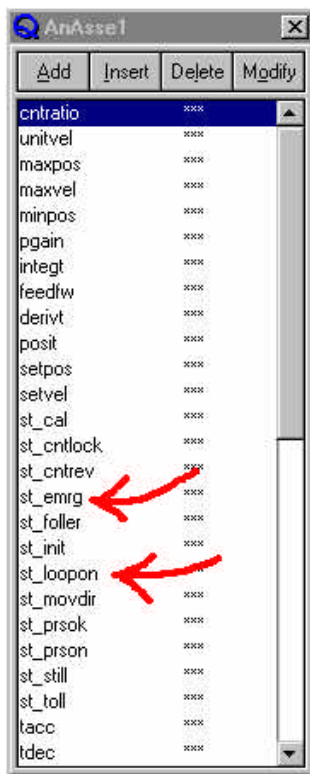 AnAsse1
Add Insert Delete Modify
cntratio ***
unitvel ***
maxpos ***
maxvel ***
minpos ***
pgain ***
integt ***
feedfw ***
derivt ***
posit ***
setpos ***
setvel ***
st_cal ***
st_cntlock ***
st_cntrev ***
st_emrg ***
st_foller ***
st_init ***
st_loopon ***
st_movdir ***
st_prsok ***
st_prson ***
st_still ***
st_toll ***
tacc ***
tdec ***